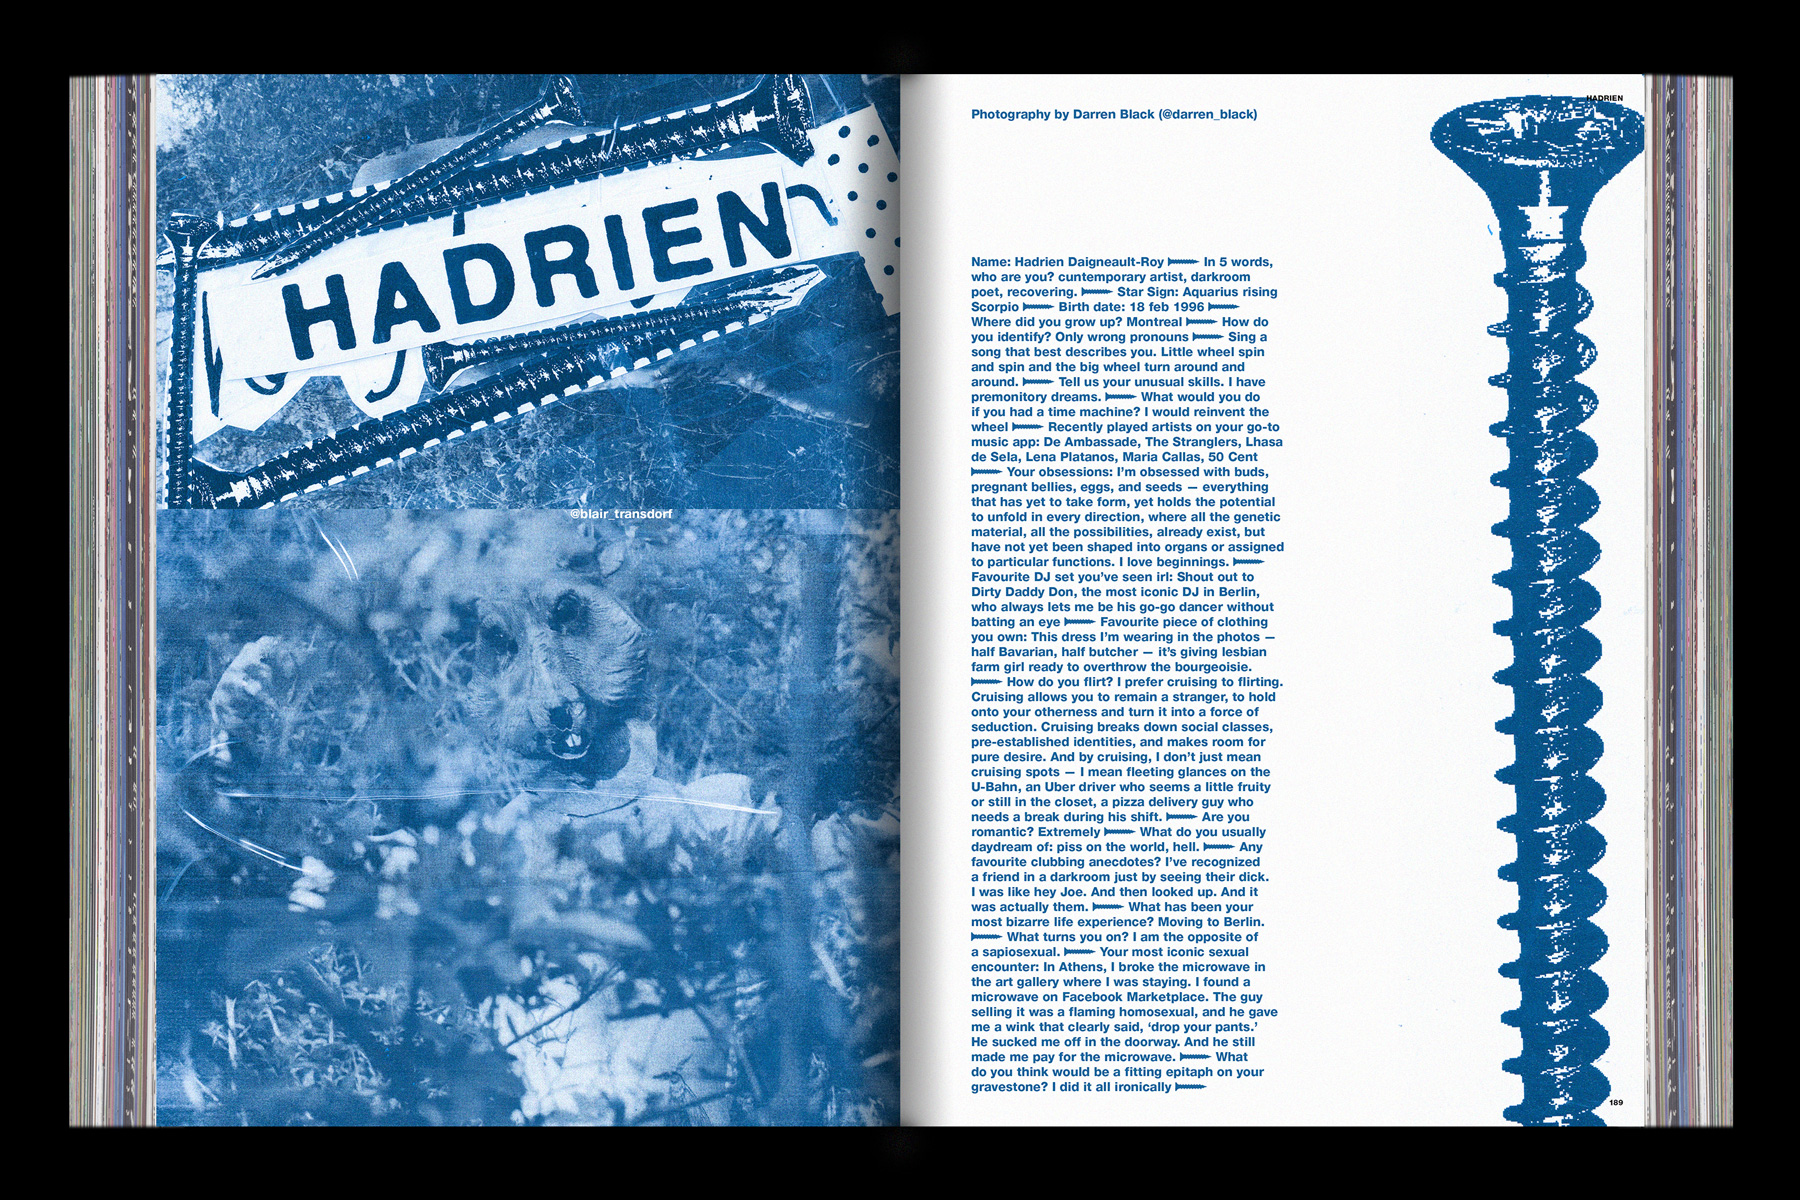 HADRIEN
@blair_transdorf
HADRIEN
Photography by Darren Black (@darren_black)
Name: Hadrien Daigneault-Roy In 5 words,
who are you? cuntemporary artist, darkroom
poet, recovering. Star Sign: Aquarius rising
Scorpio Birth date: 18 feb 1996
Where did you grow up? Montreal How do
you identify? Only wrong pronouns Sing a
song that best describes you. Little wheel spin
and spin and the big wheel turn around and
around. Tell us your unusual skills. I have
premonitory dreams. What would you do
if you had a time machine? I would reinvent the
wheel Recently played artists on your go-to
music app: De Ambassade, The Stranglers, Lhasa
de Sela, Lena Platanos, Maria Callas, 50 Cent
Your obsessions: I’m obsessed with buds,
pregnant bellies, eggs, and seeds — everything
that has yet to take form, yet holds the potential
to unfold in every direction, where all the genetic
material, all the possibilities, already exist, but
have not yet been shaped into organs or assigned
to particular functions. I love beginnings.
Favourite DJ set you’ve seen irl: Shout out to
Dirty Daddy Don, the most iconic DJ in Berlin,
who always lets me be his go-go dancer without
batting an eye Favourite piece of clothing
you own: This dress I’m wearing in the photos —
half Bavarian, half butcher — it’s giving lesbian
farm girl ready to overthrow the bourgeoisie.
How do you flirt? I prefer cruising to flirting.
Cruising allows you to remain a stranger, to hold
onto your otherness and turn it into a force of
seduction. Cruising breaks down social classes,
pre-established identities, and makes room for
pure desire. And by cruising, I don’t just mean
cruising spots — I mean fleeting glances on the
U-Bahn, an Uber driver who seems a little fruity
or still in the closet, a pizza delivery guy who
needs a break during his shift. Are you
romantic? Extremely What do you usually
daydream of: piss on the world, hell. Any
favourite clubbing anecdotes? I’ve recognized
a friend in a darkroom just by seeing their dick.
I was like hey Joe. And then looked up. And it
was actually them. What has been your
most bizarre life experience? Moving to Berlin.
What turns you on? I am the opposite of
a sapiosexual. Your most iconic sexual
encounter: In Athens, I broke the microwave in
the art gallery where I was staying. I found a
microwave on Facebook Marketplace. The guy
selling it was a flaming homosexual, and he gave
me a wink that clearly said, ‘drop your pants.’
He sucked me off in the doorway. And he still
made me pay for the microwave. What
do you think would be a fitting epitaph on your
gravestone? I did it all ironically
189